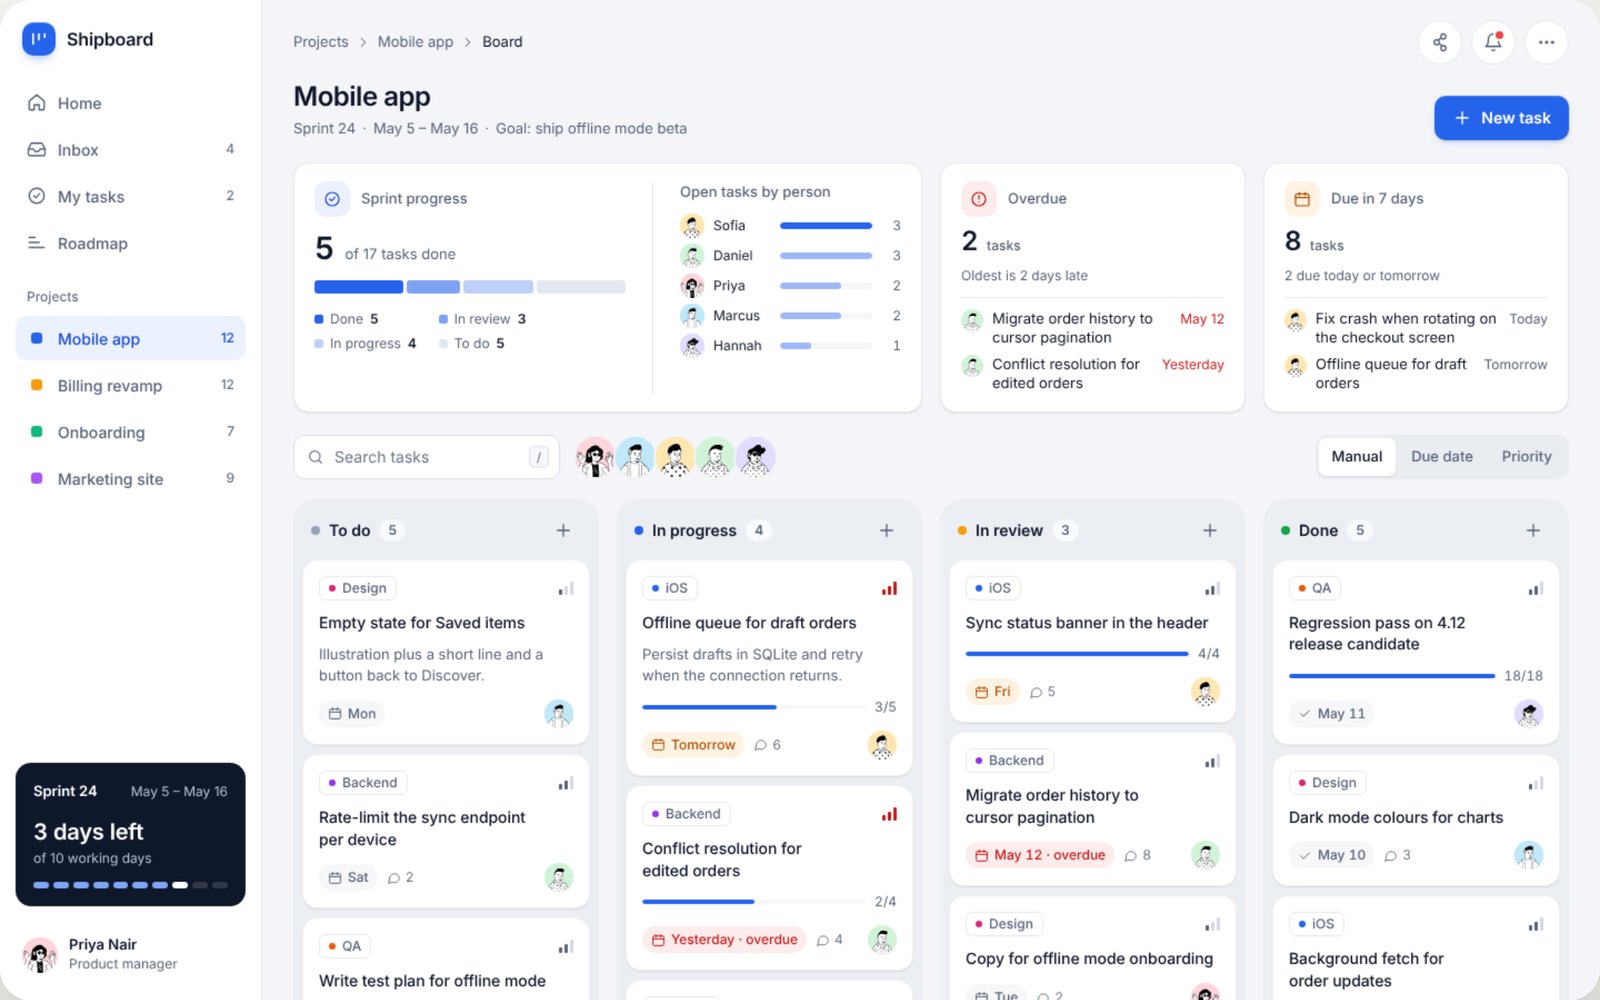 Shipboard
Home
Inbox 4
My tasks 2
Roadmap
Projects
Mobile app 12
Billing revamp 12
Onboarding 7
Marketing site 9
Sprint 24 May 5 – May 16
3 days left
of 10 working days
Priya Nair
Product manager
Projects > Mobile app > Board
Mobile app
Sprint 24 · May 5 – May 16 · Goal: ship offline mode beta
New task
Sprint progress
5 of 17 tasks done
Done 5 In review 3
In progress 4 To do 5
Open tasks by person
Sofia 3
Daniel 3
Priya 2
Marcus 2
Hannah 1
Overdue
2 tasks
Oldest is 2 days late
Migrate order history to May 12
cursor pagination
Conflict resolution for Yesterday
edited orders
Due in 7 days
8 tasks
2 due today or tomorrow
Fix crash when rotating on Today
the checkout screen
Offline queue for draft Tomorrow
orders
Search tasks /
Manual Due date Priority
To do 5
Design
Empty state for Saved items
Illustration plus a short line and a
button back to Discover.
Mon
Backend
Rate-limit the sync endpoint
per device
Sat 2
QA
Write test plan for offline mode
In progress 4
iOS
Offline queue for draft orders
Persist drafts in SQLite and retry
when the connection returns.
3/5
Tomorrow 6
Backend
Conflict resolution for
edited orders
2/4
Yesterday · overdue 4
In review 3
iOS
Sync status banner in the header
4/4
Fri 5
Backend
Migrate order history to
cursor pagination
May 12 · overdue 8
Design
Copy for offline mode onboarding
Tue 2
Done 5
QA
Regression pass on 4.12
release candidate
18/18
May 11
Design
Dark mode colours for charts
May 10 3
iOS
Background fetch for
order updates